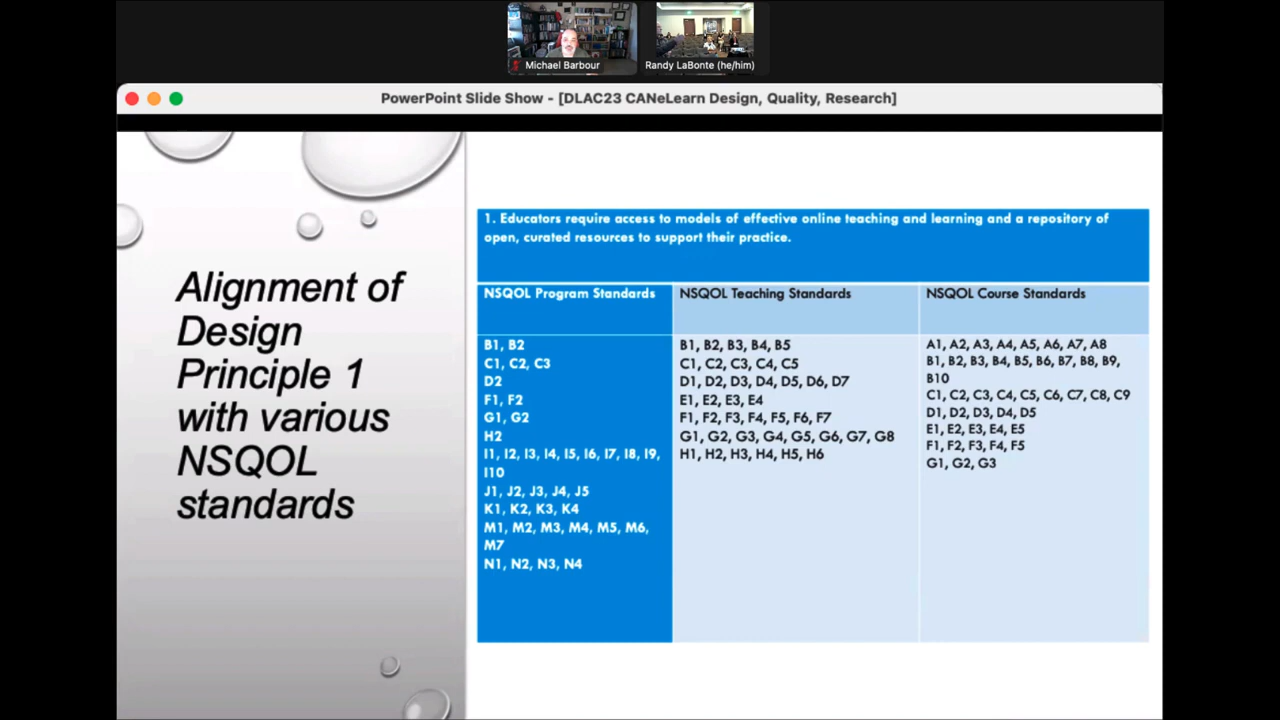 Michael Barbour
Randy LaBonte (he/him)
PowerPoint Slide Show - [DLAC23 CANeLearn Design, Quality, Research]
Alignment of
Design
Principle 1
with various
NSQOL
standards
1. Educators require access to models of effective online teaching and learning and a repository of
open, curated resources to support their practice.
NSQOL Program Standards
B1, B2
C1, C2, C3
D2
F1, F2
G1, G2
H2
I1, I2, I3, I4, I5, I6, I7, I8, I9,
I10
J1, J2, J3, J4, J5
K1, K2, K3, K4
M1, M2, M3, M4, M5, M6,
M7
N1, N2, N3, N4
NSQOL Teaching Standards
B1, B2, B3, B4, B5
C1, C2, C3, C4, C5
D1, D2, D3, D4, D5, D6, D7
E1, E2, E3, E4
F1, F2, F3, F4, F5, F6, F7
G1, G2, G3, G4, G5, G6, G7, G8
H1, H2, H3, H4, H5, H6
NSQOL Course Standards
A1, A2, A3, A4, A5, A6, A7, A8
B1, B2, B3, B4, B5, B6, B7, B8, B9,
B10
C1, C2, C3, C4, C5, C6, C7, C8, C9
D1, D2, D3, D4, D5
E1, E2, E3, E4, E5
F1, F2, F3, F4, F5
G1, G2, G3